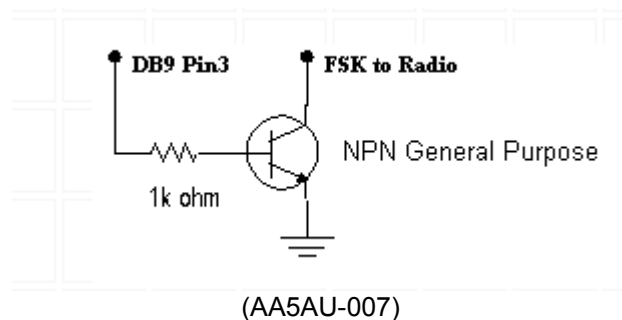 DB9 Pin3
FSK to Radio
NPN General Purpose
1k ohm
(AA5AU-007)